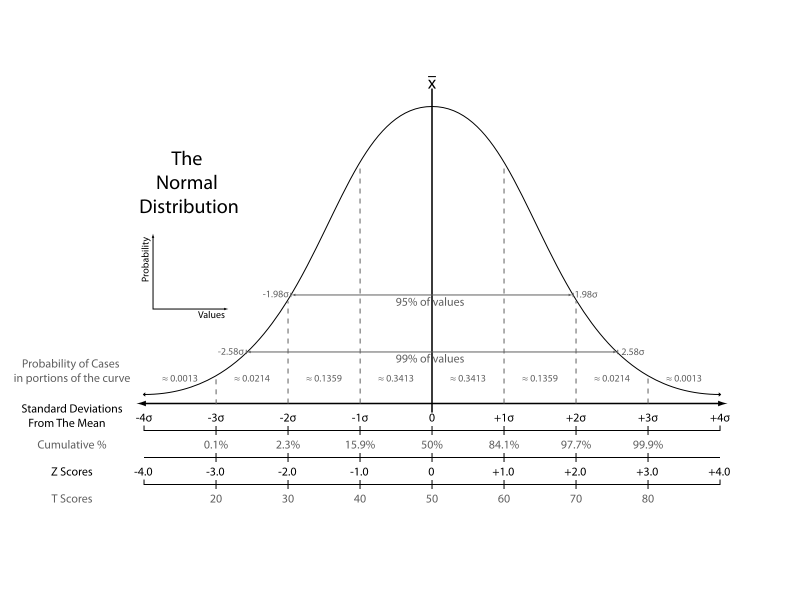 x̅
The
Normal
Distribution
Probability
Values
-1.98σ 1.98σ
95% of values
-2.58σ 2.58σ
99% of values
Probability of Cases
in portions of the curve
≈ 0.0013 ≈ 0.0214 ≈ 0.1359 ≈ 0.3413 ≈ 0.3413 ≈ 0.1359 ≈ 0.0214 ≈ 0.0013
Standard Deviations
From The Mean
-4σ -3σ -2σ -1σ 0 +1σ +2σ +3σ +4σ
Cumulative % 0.1% 2.3% 15.9% 50% 84.1% 97.7% 99.9%
Z Scores -4.0 -3.0 -2.0 -1.0 0 +1.0 +2.0 +3.0 +4.0
T Scores 20 30 40 50 60 70 80